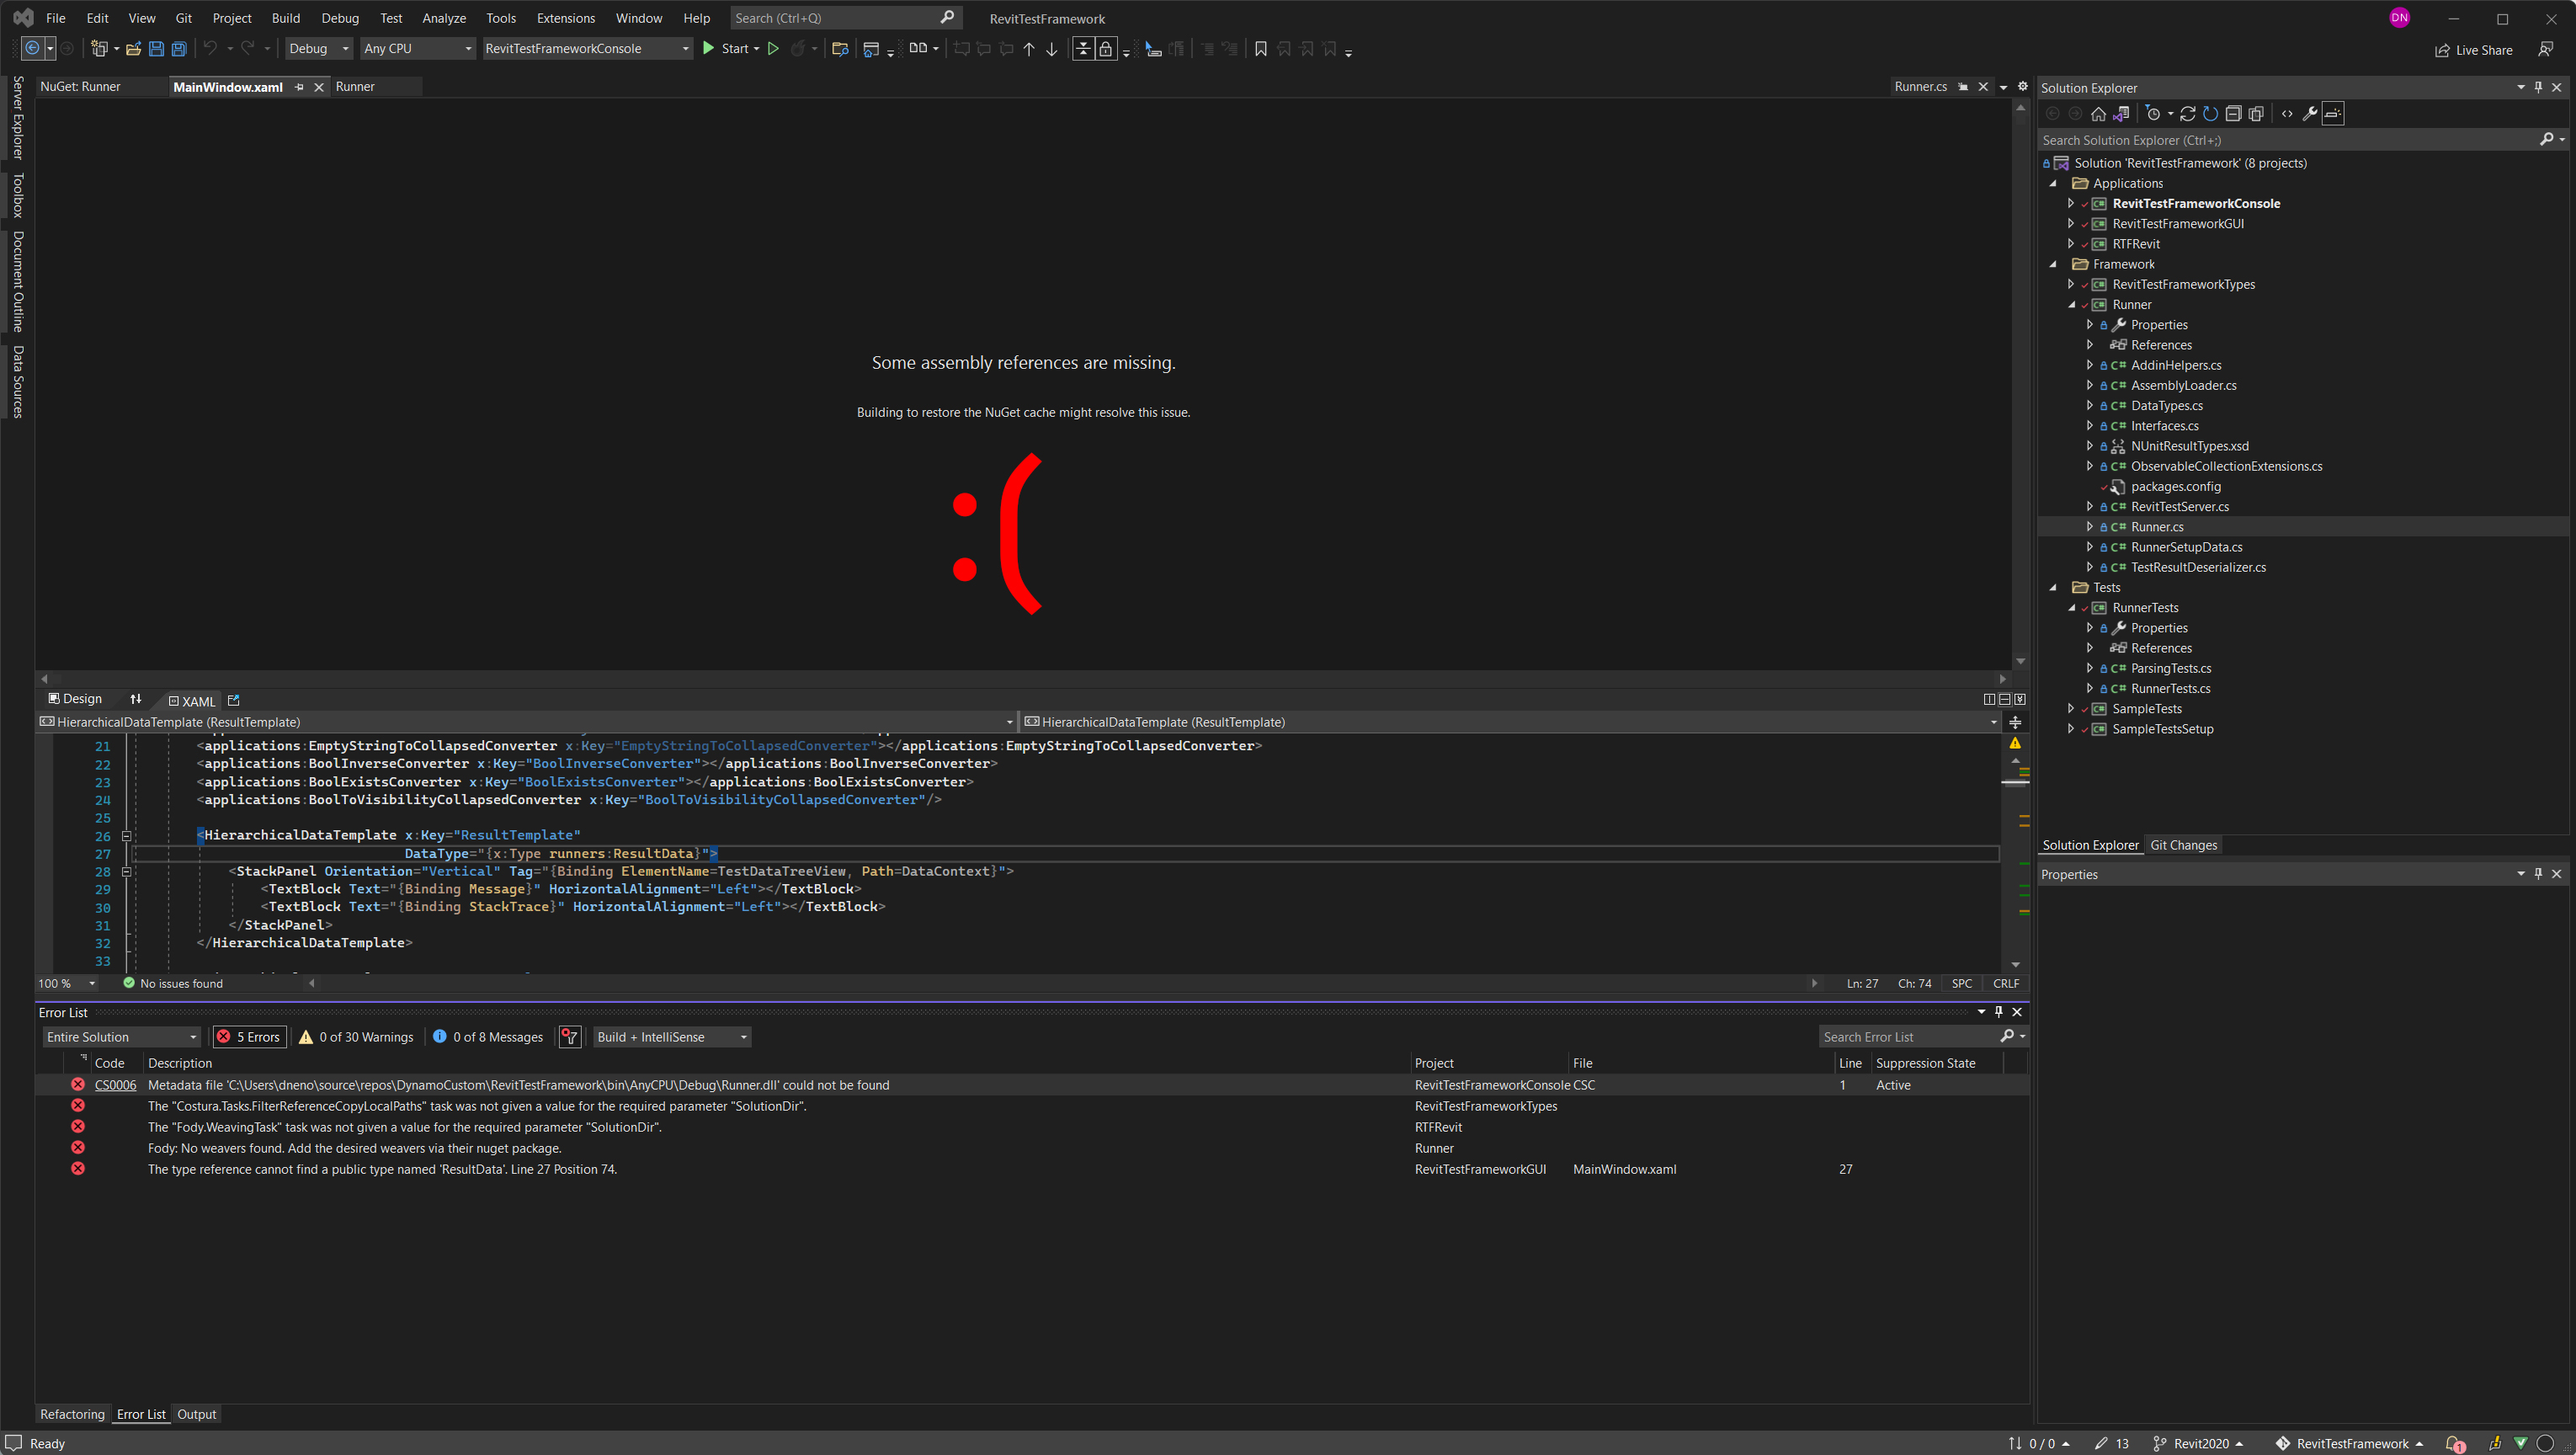 File Edit View Git Project Build Debug Test Analyze Tools Extensions Window Help Search (Ctrl+Q) RevitTestFramework DN
Debug Any CPU RevitTestFrameworkConsole Start Live Share
Server Explorer
Toolbox
Document Outline
Data Sources
NuGet: Runner MainWindow.xaml Runner Runner.cs
Some assembly references are missing.
Building to restore the NuGet cache might resolve this issue.
:(
Design XAML
HierarchicalDataTemplate (ResultTemplate) HierarchicalDataTemplate (ResultTemplate)
21 <applications:EmptyStringToCollapsedConverter x:Key="EmptyStringToCollapsedConverter"></applications:EmptyStringToCollapsedConverter>
22 <applications:BoolInverseConverter x:Key="BoolInverseConverter"></applications:BoolInverseConverter>
23 <applications:BoolExistsConverter x:Key="BoolExistsConverter"></applications:BoolExistsConverter>
24 <applications:BoolToVisibilityCollapsedConverter x:Key="BoolToVisibilityCollapsedConverter"/>
25
26 <HierarchicalDataTemplate x:Key="ResultTemplate"
27 DataType="{x:Type runners:ResultData}">
28 <StackPanel Orientation="Vertical" Tag="{Binding ElementName=TestDataTreeView, Path=DataContext}">
29 <TextBlock Text="{Binding Message}" HorizontalAlignment="Left"></TextBlock>
30 <TextBlock Text="{Binding StackTrace}" HorizontalAlignment="Left"></TextBlock>
31 </StackPanel>
32 </HierarchicalDataTemplate>
33
100 % No issues found Ln: 27 Ch: 74 SPC CRLF
Error List
Entire Solution 5 Errors 0 of 30 Warnings 0 of 8 Messages Build + IntelliSense Search Error List
Code Description Project File Line Suppression State
CS0006 Metadata file 'C:\Users\dneno\source\repos\DynamoCustom\RevitTestFramework\bin\AnyCPU\Debug\Runner.dll' could not be found RevitTestFrameworkConsole CSC 1 Active
The "Costura.Tasks.FilterReferenceCopyLocalPaths" task was not given a value for the required parameter "SolutionDir". RevitTestFrameworkTypes
The "Fody.WeavingTask" task was not given a value for the required parameter "SolutionDir". RTFRevit
Fody: No weavers found. Add the desired weavers via their nuget package. Runner
The type reference cannot find a public type named 'ResultData'. Line 27 Position 74. RevitTestFrameworkGUI MainWindow.xaml 27
Refactoring Error List Output
Solution Explorer
Search Solution Explorer (Ctrl+;)
Solution 'RevitTestFramework' (8 projects)
Applications
RevitTestFrameworkConsole
RevitTestFrameworkGUI
RTFRevit
Framework
RevitTestFrameworkTypes
Runner
Properties
References
AddinHelpers.cs
AssemblyLoader.cs
DataTypes.cs
Interfaces.cs
NUnitResultTypes.xsd
ObservableCollectionExtensions.cs
packages.config
RevitTestServer.cs
Runner.cs
RunnerSetupData.cs
TestResultDeserializer.cs
Tests
RunnerTests
Properties
References
ParsingTests.cs
RunnerTests.cs
SampleTests
SampleTestsSetup
Solution Explorer Git Changes
Properties
Ready 0 / 0 13 Revit2020 RevitTestFramework 1